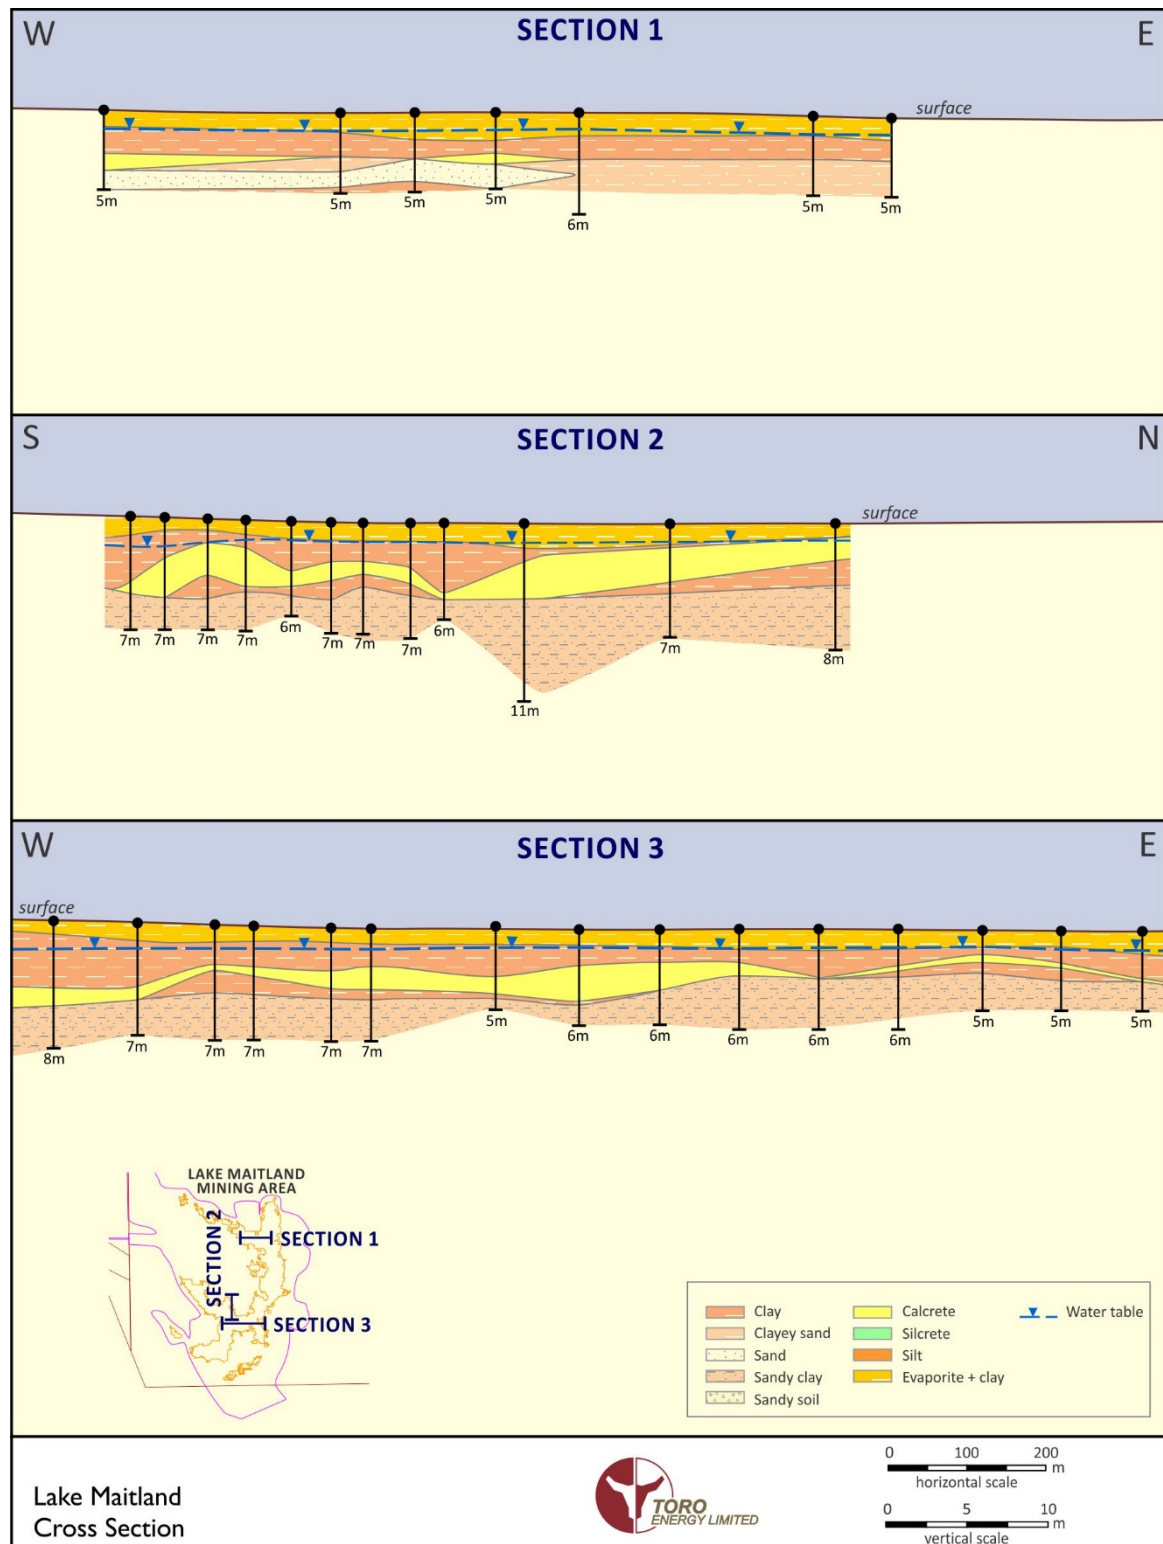 W SECTION 1 E
surface
5m 5m 5m 5m 6m 5m 5m
S SECTION 2 N
surface
7m 7m 7m 7m 6m 7m 7m 7m 6m 11m 7m 8m
W SECTION 3 E
surface
8m 7m 7m 7m 7m 7m 5m 6m 6m 6m 6m 6m 5m 5m 5m
LAKE MAITLAND
MINING AREA
SECTION 2
SECTION 1
SECTION 3
Clay
Clayey sand
Sand
Sandy clay
Sandy soil
Calcrete
Silcrete
Silt
Evaporite + clay
Water table
Lake Maitland
Cross Section
TORO
ENERGY LIMITED
0 100 200
m
horizontal scale
0 5 10
m
vertical scale